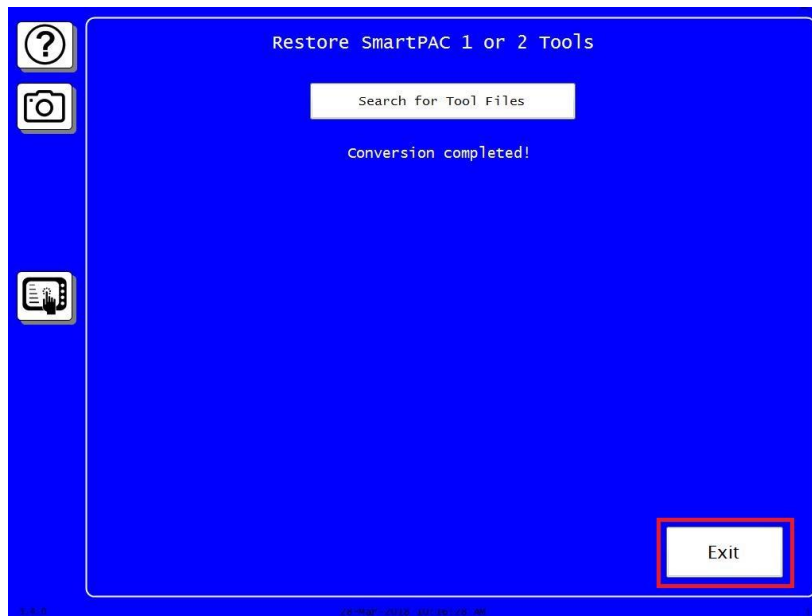 ?
Restore SmartPAC 1 or 2 Tools
Search for Tool Files
Conversion completed!
Exit